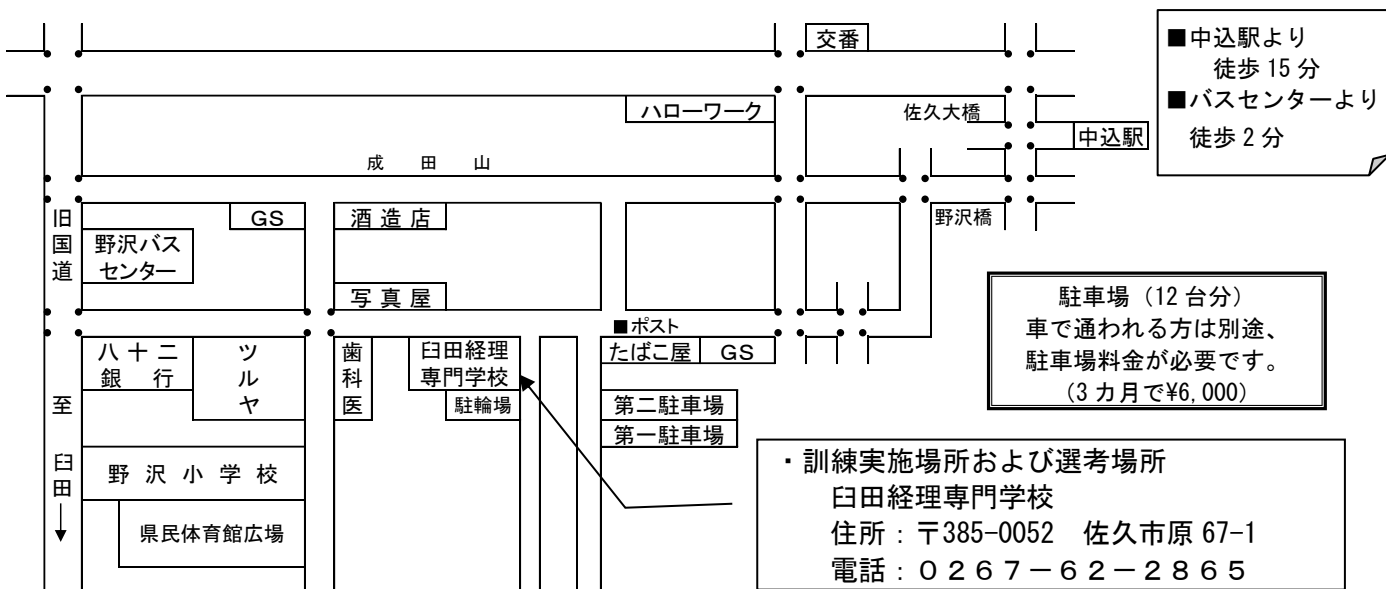 交番
■中込駅より
徒歩 15 分
■バスセンターより
徒歩 2 分
ハローワーク
佐久大橋
中込駅
成 田 山
旧国道
GS
酒造店
野沢橋
野沢バス
センター
写真屋
駐車場（12 台分）
車で通われる方は別途、
駐車場料金が必要です。
(3 カ月で¥6,000)
■ポスト
八十二
銀 行
ツルヤ
歯科医
臼田経理
専門学校
たばこ屋
GS
駐輪場
第二駐車場
第一駐車場
至 臼田→
野沢小学校
県民体育館広場
・訓練実施場所および選考場所
臼田経理専門学校
住所：〒385-0052 佐久市原 67-1
電話：０２６７－６２－２８６５